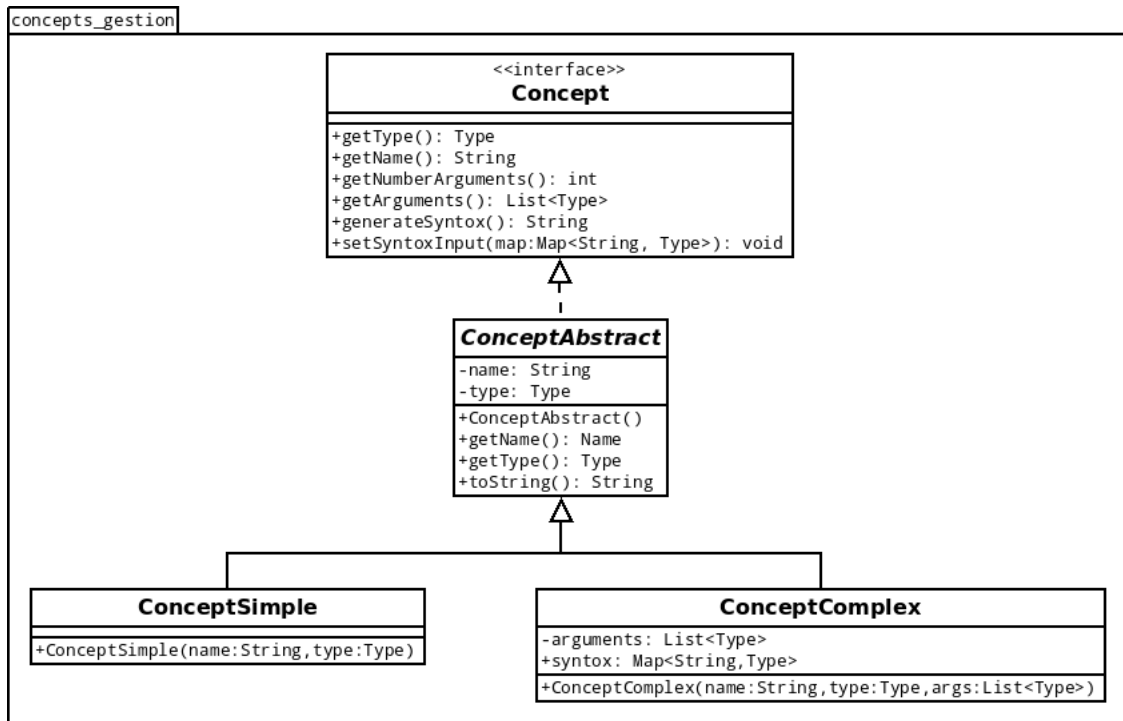 concepts_gestion
<<interface>>
Concept
+getType(): Type
+getName(): String
+getNumberArguments(): int
+getArguments(): List<Type>
+generateSyntox(): String
+setSyntoxInput(map:Map<String, Type>): void
ConceptAbstract
-name: String
-type: Type
+ConceptAbstract()
+getName(): Name
+getType(): Type
+toString(): String
ConceptSimple
+ConceptSimple(name:String,type:Type)
ConceptComplex
-arguments: List<Type>
+syntox: Map<String,Type>
+ConceptComplex(name:String,type:Type,args:List<Type>)